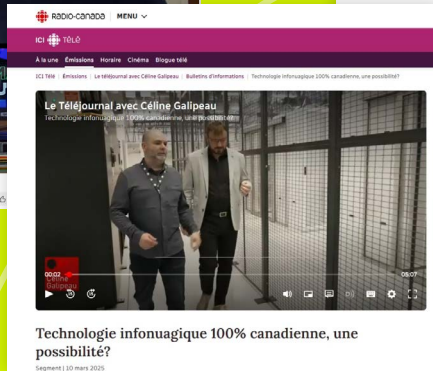 RADIO-CANADA MENU
ICI TÉLÉ
À la une Émissions Horaire Cinéma Blogue télé
ICI Télé | Émissions | Le téléjournal avec Céline Galipeau | Bulletins d'informations | Technologie infonuagique 100% canadienne, une possibilité?
Le Téléjournal avec Céline Galipeau
Technologie infonuagique 100% canadienne, une possibilité?
Céline
Galipeau
00:02
05:07
Technologie infonuagique 100% canadienne, une
possibilité?
Segment | 10 mars 2025